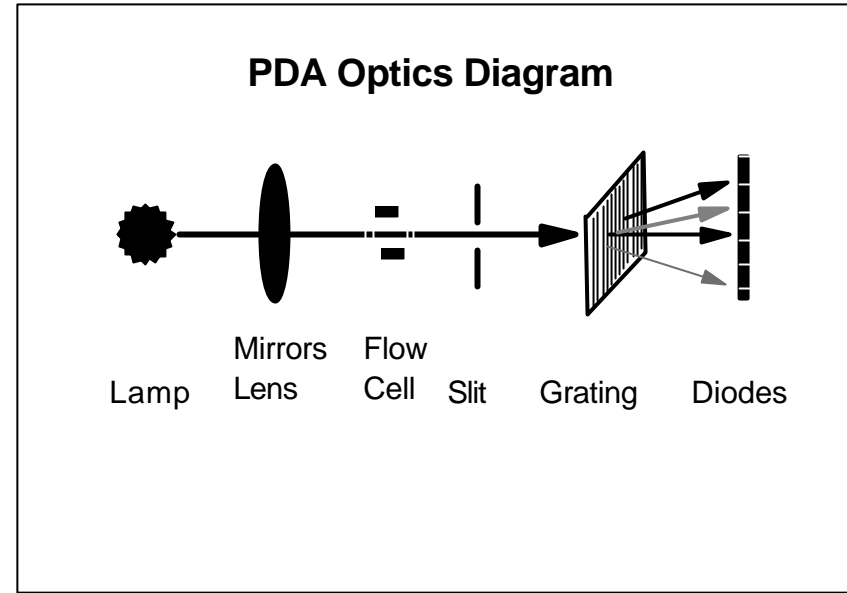 PDA Optics Diagram
Mirrors Flow
Lamp Lens Cell Slit Grating Diodes